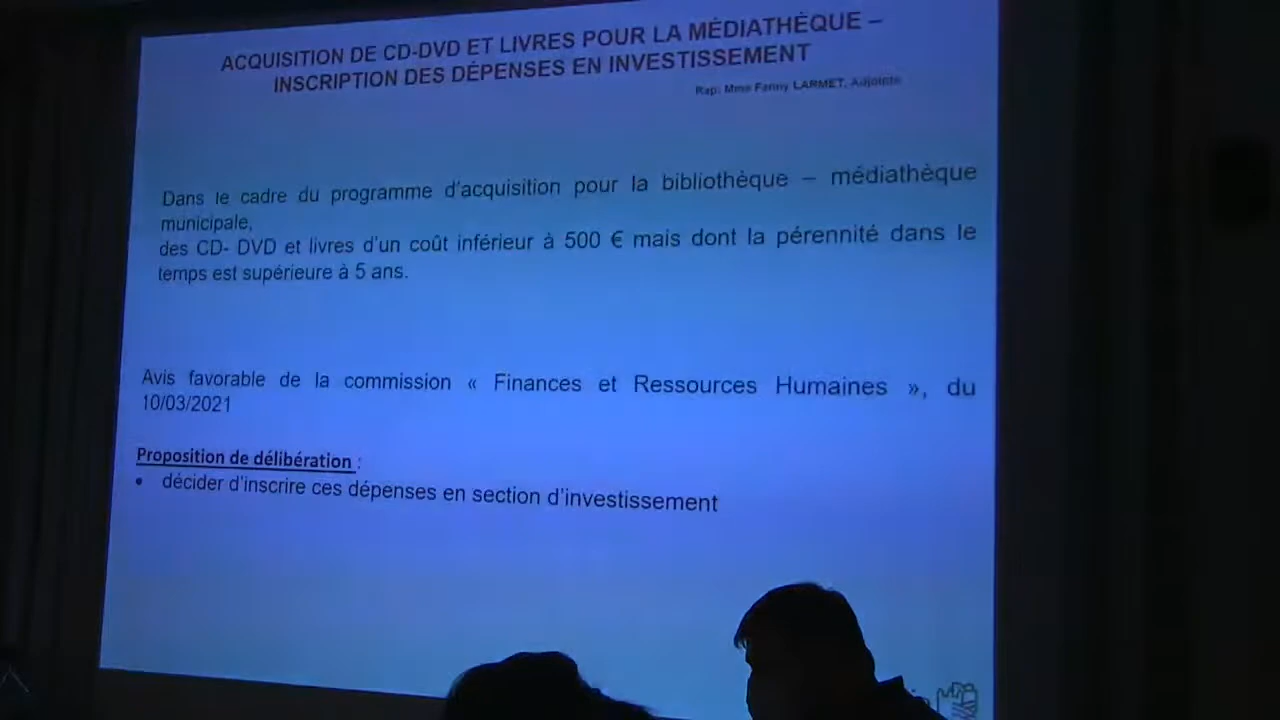 ACQUISITION DE CD-DVD ET LIVRES POUR LA MÉDIATHÈQUE –
INSCRIPTION DES DÉPENSES EN INVESTISSEMENT
Rap. Mme Fanny LARMET, Adjointe
Dans le cadre du programme d'acquisition pour la bibliothèque – médiathèque
municipale,
des CD- DVD et livres d'un coût inférieur à 500 € mais dont la pérennité dans le
temps est supérieure à 5 ans.
Avis favorable de la commission « Finances et Ressources Humaines », du
10/03/2021
Proposition de délibération :
• décider d'inscrire ces dépenses en section d'investissement